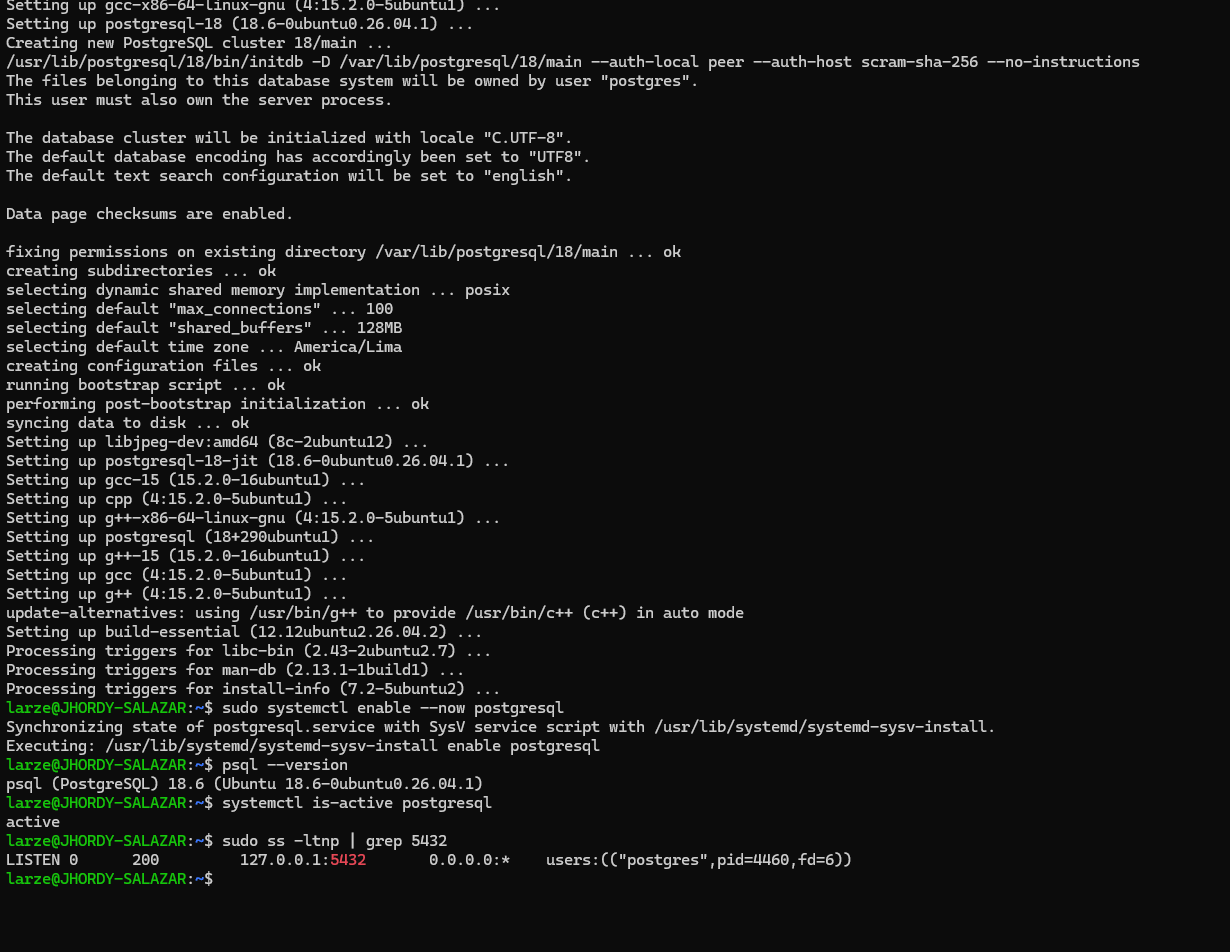 Setting up gcc-x86-64-linux-gnu (4:15.2.0-5ubuntu1) ...
Setting up postgresql-18 (18.6-0ubuntu0.26.04.1) ...
Creating new PostgreSQL cluster 18/main ...
/usr/lib/postgresql/18/bin/initdb -D /var/lib/postgresql/18/main --auth-local peer --auth-host scram-sha-256 --no-instructions
The files belonging to this database system will be owned by user "postgres".
This user must also own the server process.

The database cluster will be initialized with locale "C.UTF-8".
The default database encoding has accordingly been set to "UTF8".
The default text search configuration will be set to "english".

Data page checksums are enabled.

fixing permissions on existing directory /var/lib/postgresql/18/main ... ok
creating subdirectories ... ok
selecting dynamic shared memory implementation ... posix
selecting default "max_connections" ... 100
selecting default "shared_buffers" ... 128MB
selecting default time zone ... America/Lima
creating configuration files ... ok
running bootstrap script ... ok
performing post-bootstrap initialization ... ok
syncing data to disk ... ok
Setting up libjpeg-dev:amd64 (8c-2ubuntu12) ...
Setting up postgresql-18-jit (18.6-0ubuntu0.26.04.1) ...
Setting up gcc-15 (15.2.0-16ubuntu1) ...
Setting up cpp (4:15.2.0-5ubuntu1) ...
Setting up g++-x86-64-linux-gnu (4:15.2.0-5ubuntu1) ...
Setting up postgresql (18+290ubuntu1) ...
Setting up g++-15 (15.2.0-16ubuntu1) ...
Setting up gcc (4:15.2.0-5ubuntu1) ...
Setting up g++ (4:15.2.0-5ubuntu1) ...
update-alternatives: using /usr/bin/g++ to provide /usr/bin/c++ (c++) in auto mode
Setting up build-essential (12.12ubuntu2.26.04.2) ...
Processing triggers for libc-bin (2.43-2ubuntu2.7) ...
Processing triggers for man-db (2.13.1-1build1) ...
Processing triggers for install-info (7.2-5ubuntu2) ...
larze@JHORDY-SALAZAR:~$ sudo systemctl enable --now postgresql
Synchronizing state of postgresql.service with SysV service script with /usr/lib/systemd/systemd-sysv-install.
Executing: /usr/lib/systemd/systemd-sysv-install enable postgresql
larze@JHORDY-SALAZAR:~$ psql --version
psql (PostgreSQL) 18.6 (Ubuntu 18.6-0ubuntu0.26.04.1)
larze@JHORDY-SALAZAR:~$ systemctl is-active postgresql
active
larze@JHORDY-SALAZAR:~$ sudo ss -ltnp | grep 5432
LISTEN 0      200         127.0.0.1:5432       0.0.0.0:*    users:(("postgres",pid=4460,fd=6))
larze@JHORDY-SALAZAR:~$